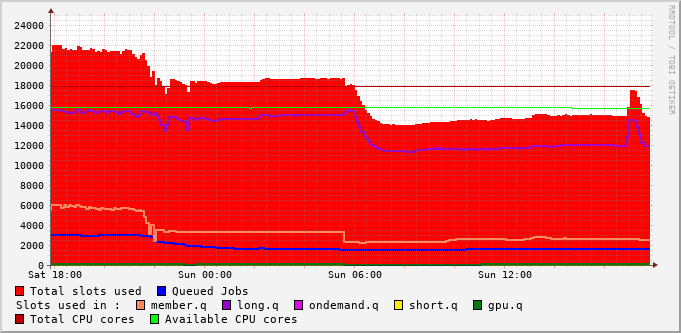 RRDTOOL / TOBI OETIKER
24000
22000
20000
18000
16000
14000
12000
10000
8000
6000
4000
2000
0
Sat 18:00 Sun 00:00 Sun 06:00 Sun 12:00
Total slots used Queued Jobs
Slots used in : member.q long.q ondemand.q short.q gpu.q
Total CPU cores Available CPU cores